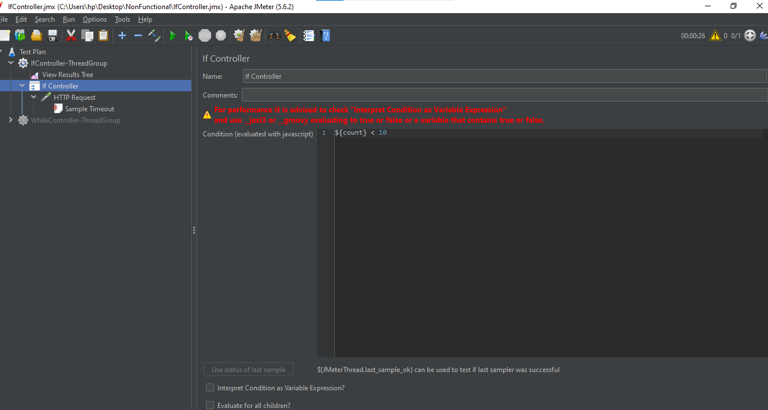 IfController.jmx (C:\Users\hp\Desktop\NonFunctional\IfController.jmx) - Apache JMeter (5.6.2)
File Edit Search Run Options Tools Help
00:00:26 0 0/1
Test Plan
IfController-ThreadGroup
View Results Tree
If Controller
HTTP Request
Sample Timeout
WhileController-ThreadGroup
If Controller
Name: If Controller
Comments:
For performance it is advised to check "Interpret Condition as Variable Expression"
and use __jexl3 or __groovy evaluating to true or false or a variable that contains true or false.
Condition (evaluated with javascript) 1 ${count} < 10
Use status of last sample ${JMeterThread.last_sample_ok} can be used to test if last sampler was successful
Interpret Condition as Variable Expression?
Evaluate for all children?